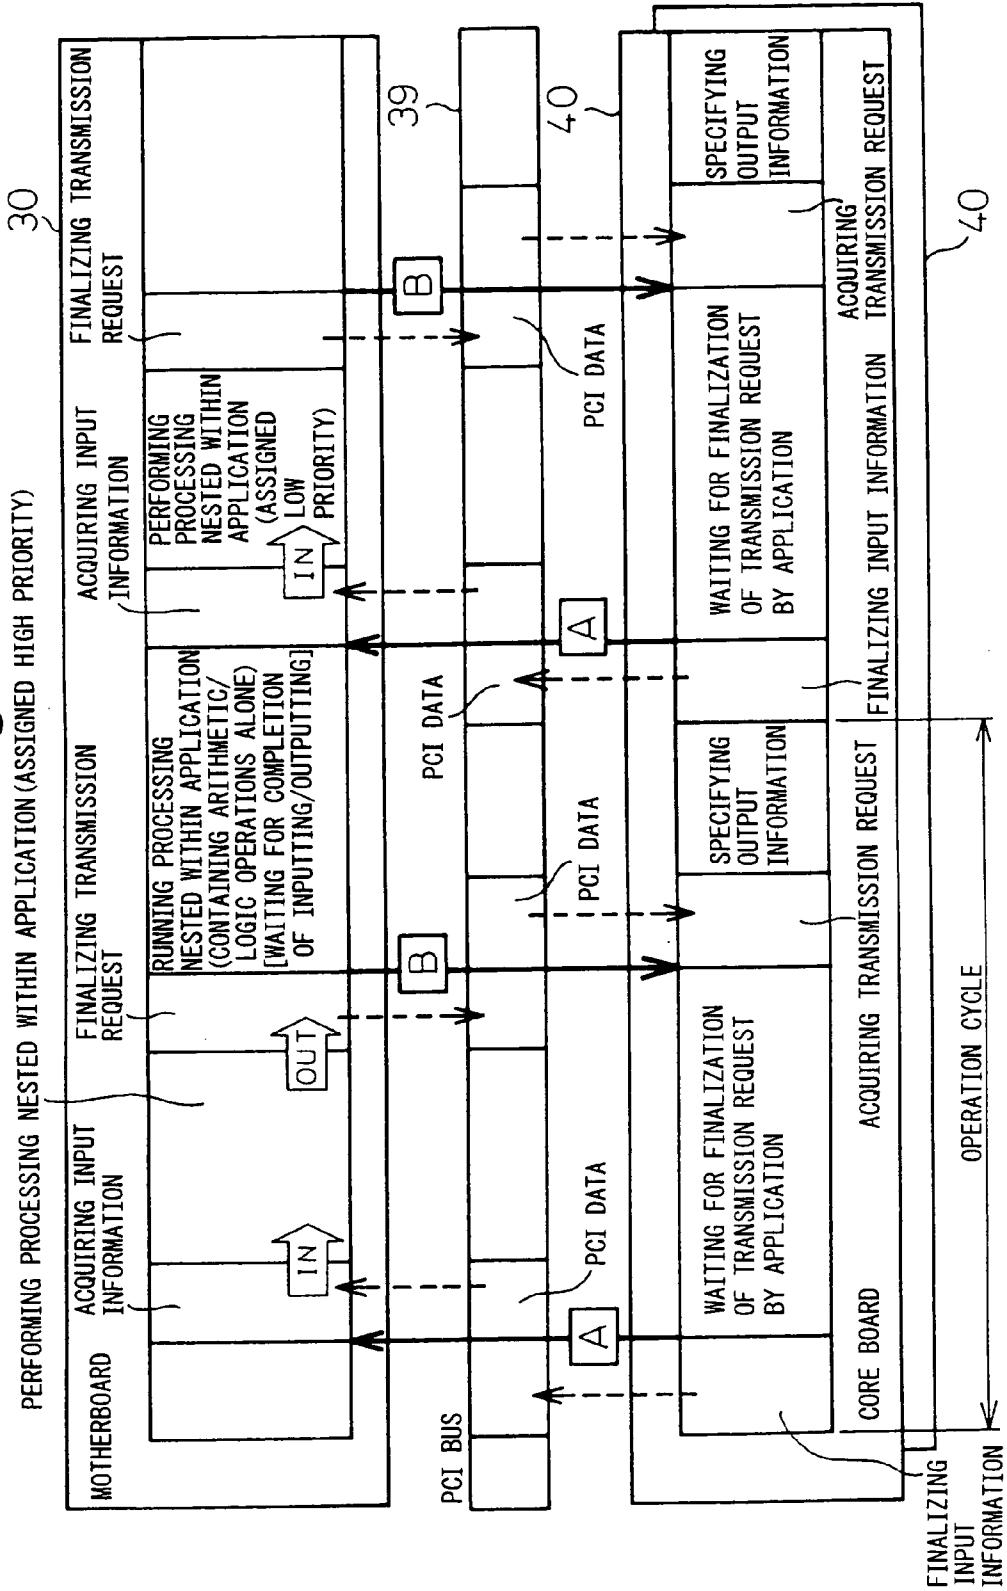 PERFORMING PROCESSING NESTED WITHIN APPLICATION(ASSIGNED HIGH PRIORITY)
30
MOTHERBOARD
ACQUIRING INPUT
INFORMATION
FINALIZING TRANSMISSION
REQUEST
ACQUIRING INPUT
INFORMATION
FINALIZING TRANSMISSION
REQUEST
IN
OUT
RUNNING PROCESSING
NESTED WITHIN APPLICATION
(CONTAINING ARITHMETIC/
LOGIC OPERATIONS ALONE)
[WAITING FOR COMPLETION
OF INPUTTING/OUTPUTTING]
IN
PERFORMING
PROCESSING
NESTED WITHIN
APPLICATION
(ASSIGNED
LOW
PRIORITY)
B
B
39
PCI BUS
PCI DATA
PCI DATA
PCI DATA
PCI DATA
A
A
40
WAITING FOR FINALIZATION
OF TRANSMISSION REQUEST
BY APPLICATION
SPECIFYING
OUTPUT
INFORMATION
WAITING FOR FINALIZATION
OF TRANSMISSION REQUEST
BY APPLICATION
SPECIFYING
OUTPUT
INFORMATION
CORE BOARD
ACQUIRING TRANSMISSION REQUEST
FINALIZING INPUT INFORMATION
ACQUIRING
TRANSMISSION REQUEST
TRANSMISSION REQUEST
40
OPERATION CYCLE
FINALIZING
INPUT
INFORMATION